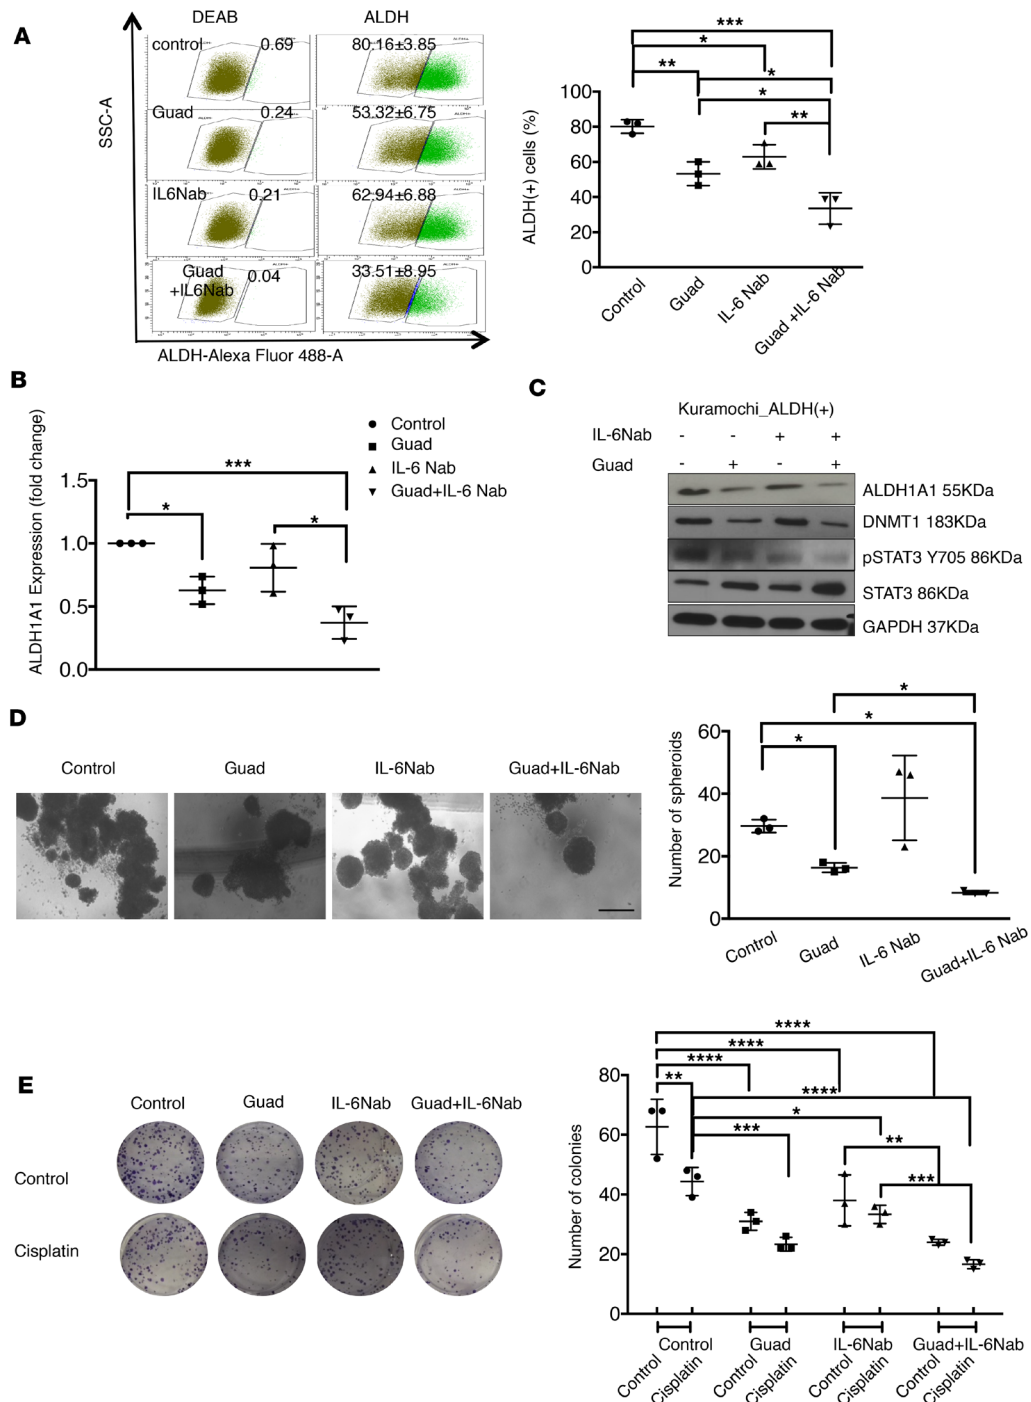 A
DEAB
ALDH
control
0.69
80.16±3.85
Guad
0.24
53.32±6.75
IL6Nab
0.21
62.94±6.88
Guad
+IL6Nab
0.04
33.51±8.95
SSC-A
ALDH-Alexa Fluor 488-A
***
*
**
*
*
**
ALDH(+) cells (%)
100
80
60
40
20
0
Control
Guad
IL-6 Nab
Guad +IL-6 Nab
B
Control
Guad
IL-6 Nab
Guad+IL-6 Nab
***
*
*
ALDH1A1 Expression (fold change)
1.5
1.0
0.5
0.0
C
Kuramochi_ALDH(+)
IL-6Nab - - + +
Guad - + - +
ALDH1A1 55KDa
DNMT1 183KDa
pSTAT3 Y705 86KDa
STAT3 86KDa
GAPDH 37KDa
D
Control
Guad
IL-6Nab
Guad+IL-6Nab
*
*
*
Number of spheroids
60
40
20
0
Control
Guad
IL-6 Nab
Guad+IL-6 Nab
E
Control
Guad
IL-6Nab
Guad+IL-6Nab
Control
Cisplatin
****
****
****
**
****
*
***
**
***
Number of colonies
80
60
40
20
0
Control
Guad
IL-6Nab
Guad+IL-6Nab
Control
Cisplatin
Control
Cisplatin
Control
Cisplatin
Control
Cisplatin